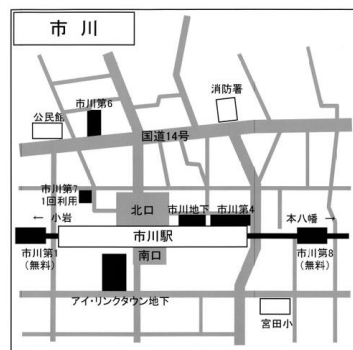 市川
消防署
市川第6
公民館
国道14号
市川第7
1回利用
北口
市川地下
市川第4
← 小岩
本八幡 →
市川駅
市川第1
(無料)
南口
市川第8
(無料)
アイ・リンクタウン地下
宮田小